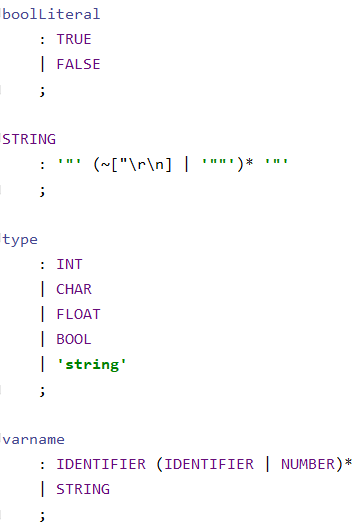 boolLiteral
: TRUE
| FALSE
;
STRING
: '"' (~["\r\n] | '""')* '"'
;
type
: INT
| CHAR
| FLOAT
| BOOL
| 'string'
;
varname
: IDENTIFIER (IDENTIFIER | NUMBER)*
| STRING
;